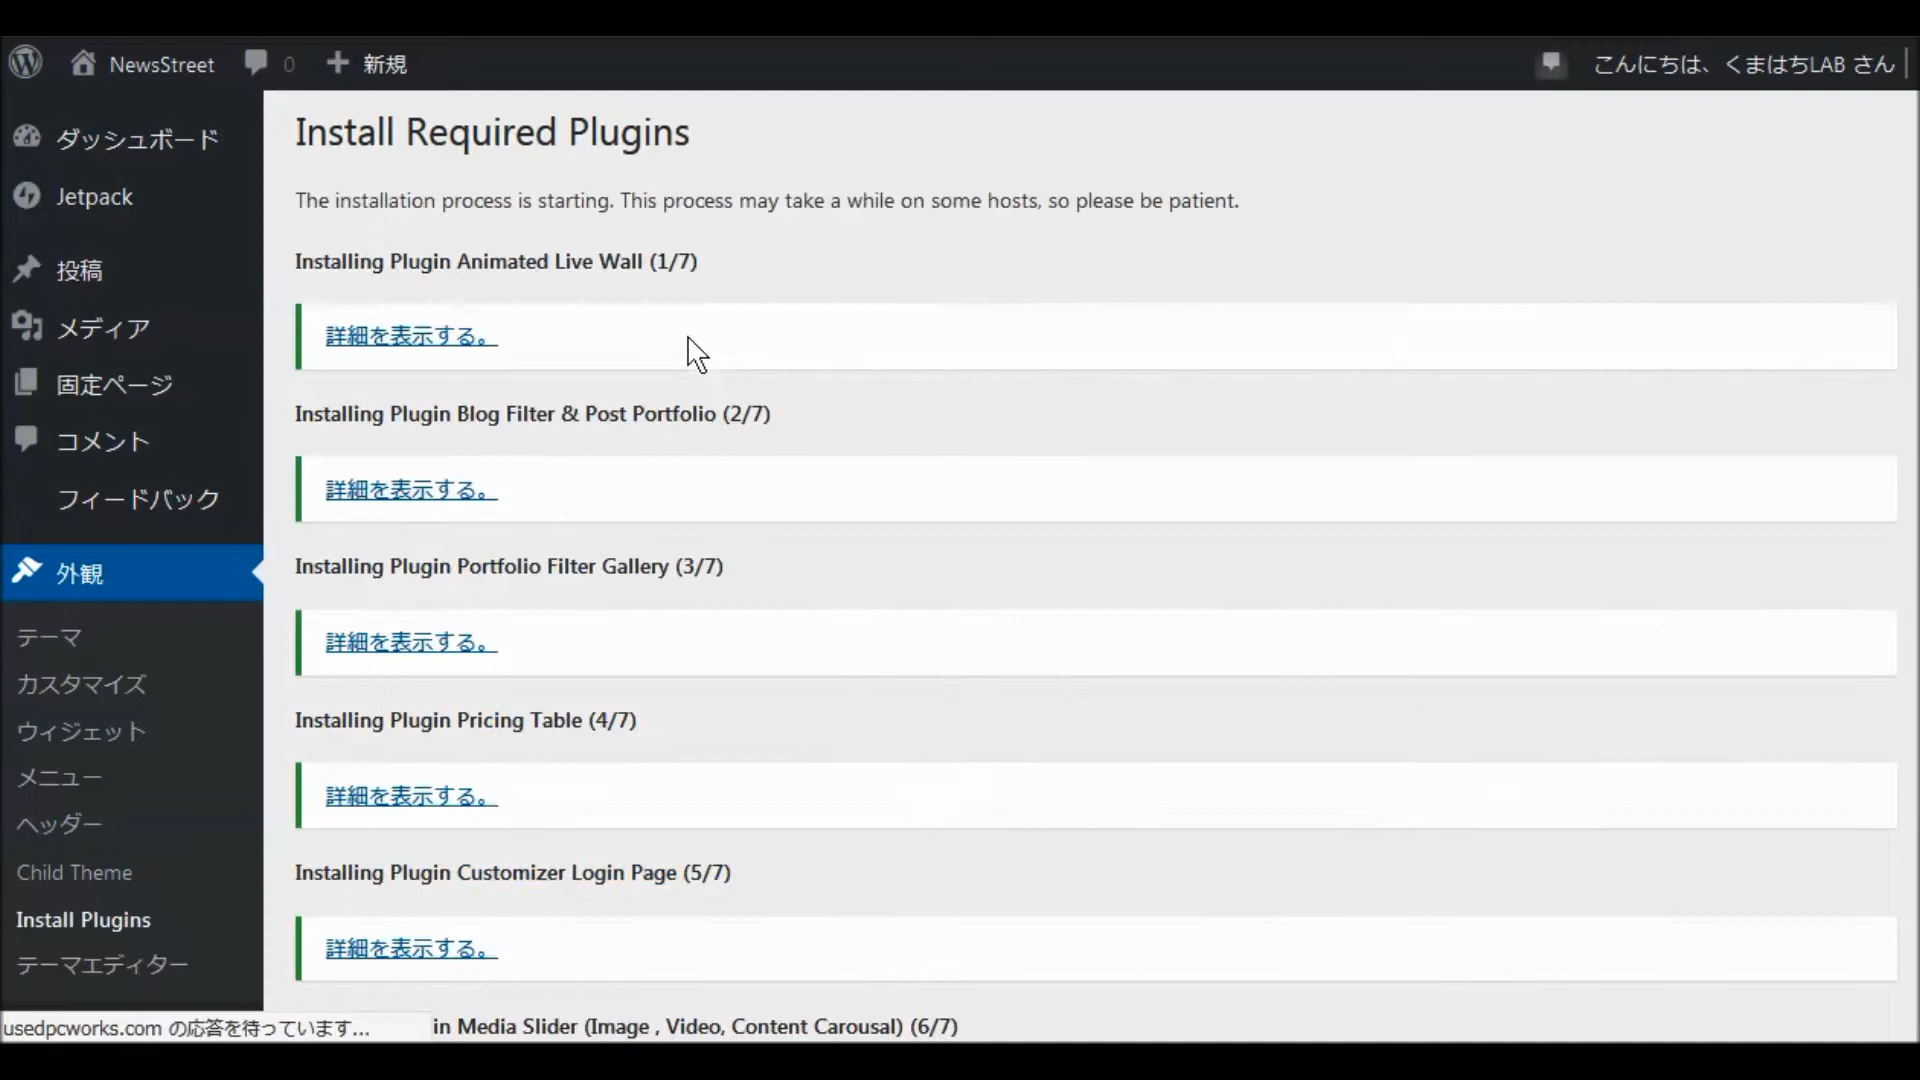 NewsStreet 0 新規 こんにちは、くまはちLAB さん
ダッシュボード
Jetpack
投稿
メディア
固定ページ
コメント
フィードバック
外観
テーマ
カスタマイズ
ウィジェット
メニュー
ヘッダー
Child Theme
Install Plugins
テーマエディター
usedpcworks.com の応答を待っています...
Install Required Plugins
The installation process is starting. This process may take a while on some hosts, so please be patient.
Installing Plugin Animated Live Wall (1/7)
詳細を表示する。
Installing Plugin Blog Filter & Post Portfolio (2/7)
詳細を表示する。
Installing Plugin Portfolio Filter Gallery (3/7)
詳細を表示する。
Installing Plugin Pricing Table (4/7)
詳細を表示する。
Installing Plugin Customizer Login Page (5/7)
詳細を表示する。
in Media Slider (Image , Video, Content Carousal) (6/7)